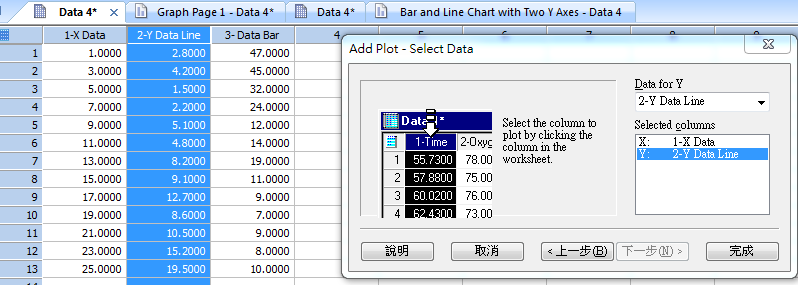 Data 4* Graph Page 1 - Data 4* Data 4* Bar and Line Chart with Two Y Axes - Data 4
1-X Data 2-Y Data Line 3- Data Bar 4
1 1.0000 2.8000 47.0000
2 3.0000 4.2000 45.0000
3 5.0000 1.5000 32.0000
4 7.0000 2.2000 24.0000
5 9.0000 5.1000 12.0000
6 11.0000 4.8000 14.0000
7 13.0000 8.2000 19.0000
8 15.0000 9.1000 11.0000
9 17.0000 12.7000 9.0000
10 19.0000 8.6000 7.0000
11 21.0000 10.5000 9.0000
12 23.0000 15.2000 8.0000
13 25.0000 19.5000 10.0000
Add Plot - Select Data
Data 1*
1-Time 2-Oxyg
1 55.7300 78.00
2 57.8800 75.00
3 60.0200 76.00
4 62.4300 73.00
Select the column to
plot by clicking the
column in the
worksheet.
Data for Y
2-Y Data Line
Selected columns
X: 1-X Data
Y: 2-Y Data Line
說明 取消 <上一步(B) 下一步(N)> 完成